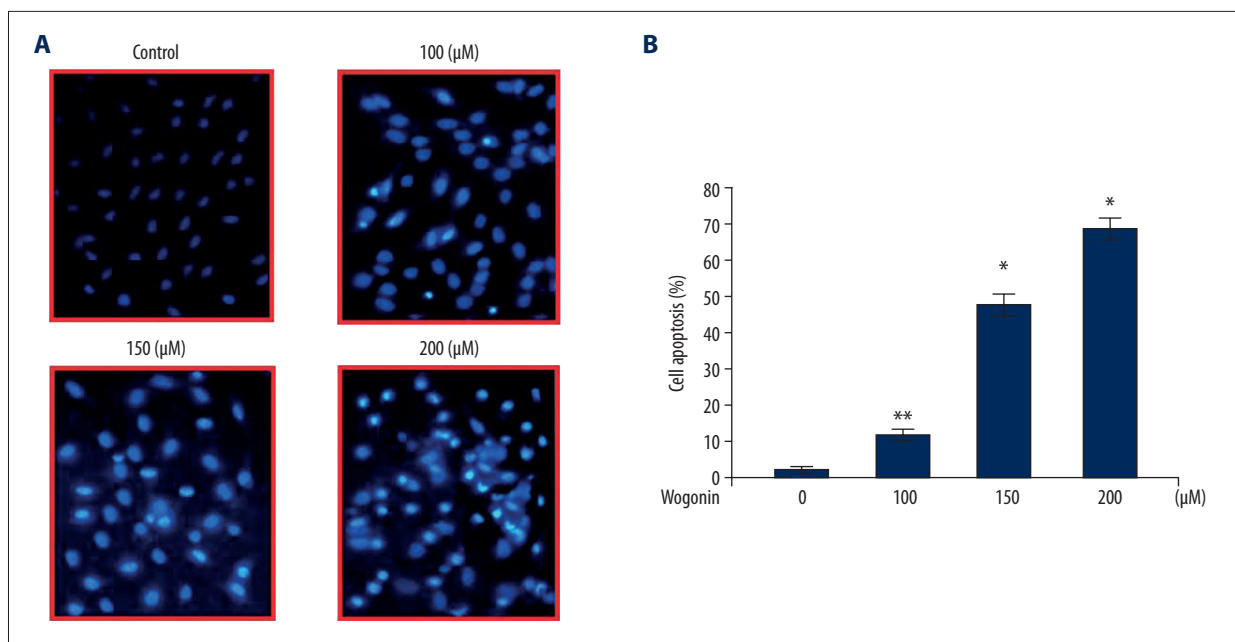 A
Control
100 (μM)
150 (μM)
200 (μM)
B
Cell apoptosis (%)
80
70
60
50
40
30
20
10
0
**
*
*
Wogonin 0 100 150 200 (μM)